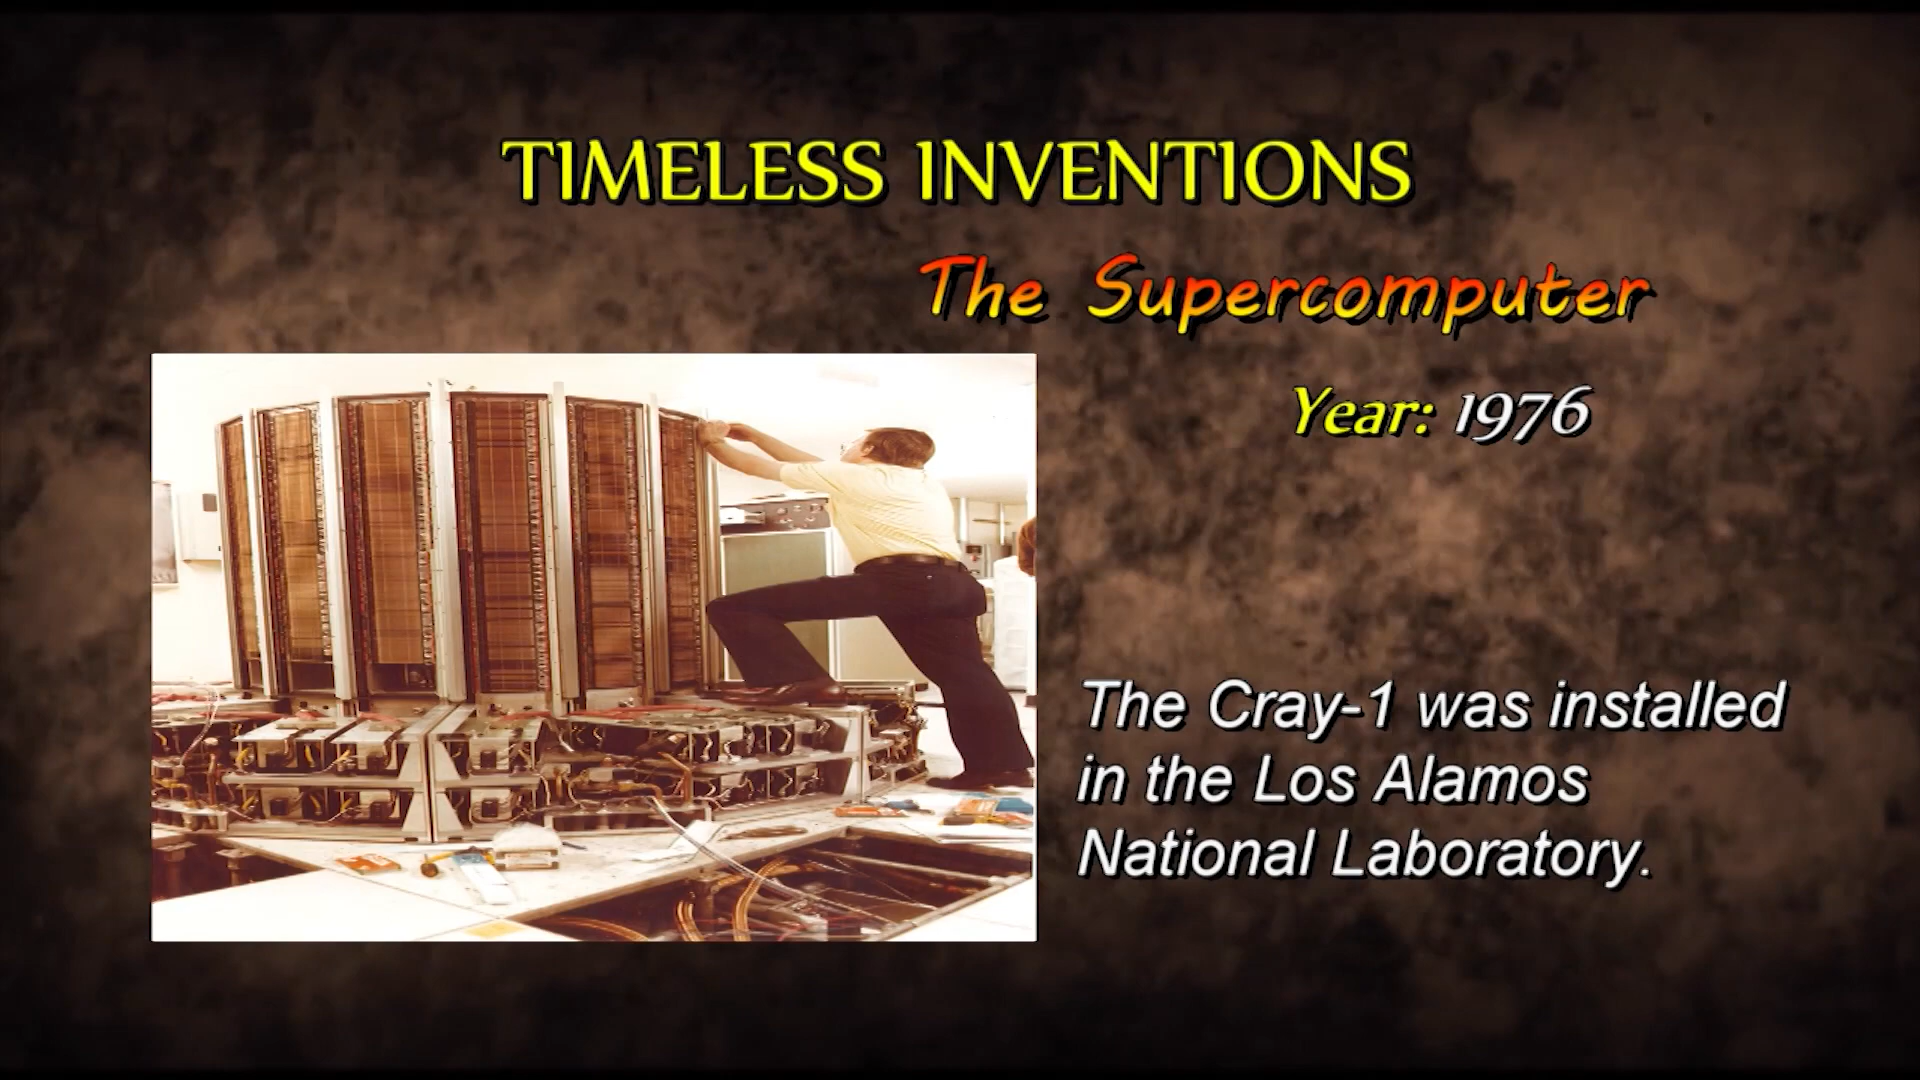 TIMELESS INVENTIONS
The Supercomputer
Year: 1976
The Cray-1 was installed
in the Los Alamos
National Laboratory.